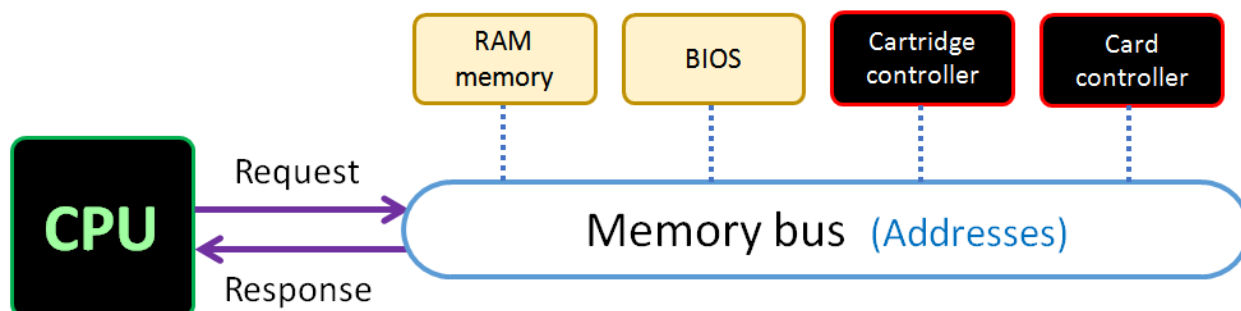 RAM
memory
BIOS
Cartridge
controller
Card
controller
CPU
Request
Response
Memory bus (Addresses)